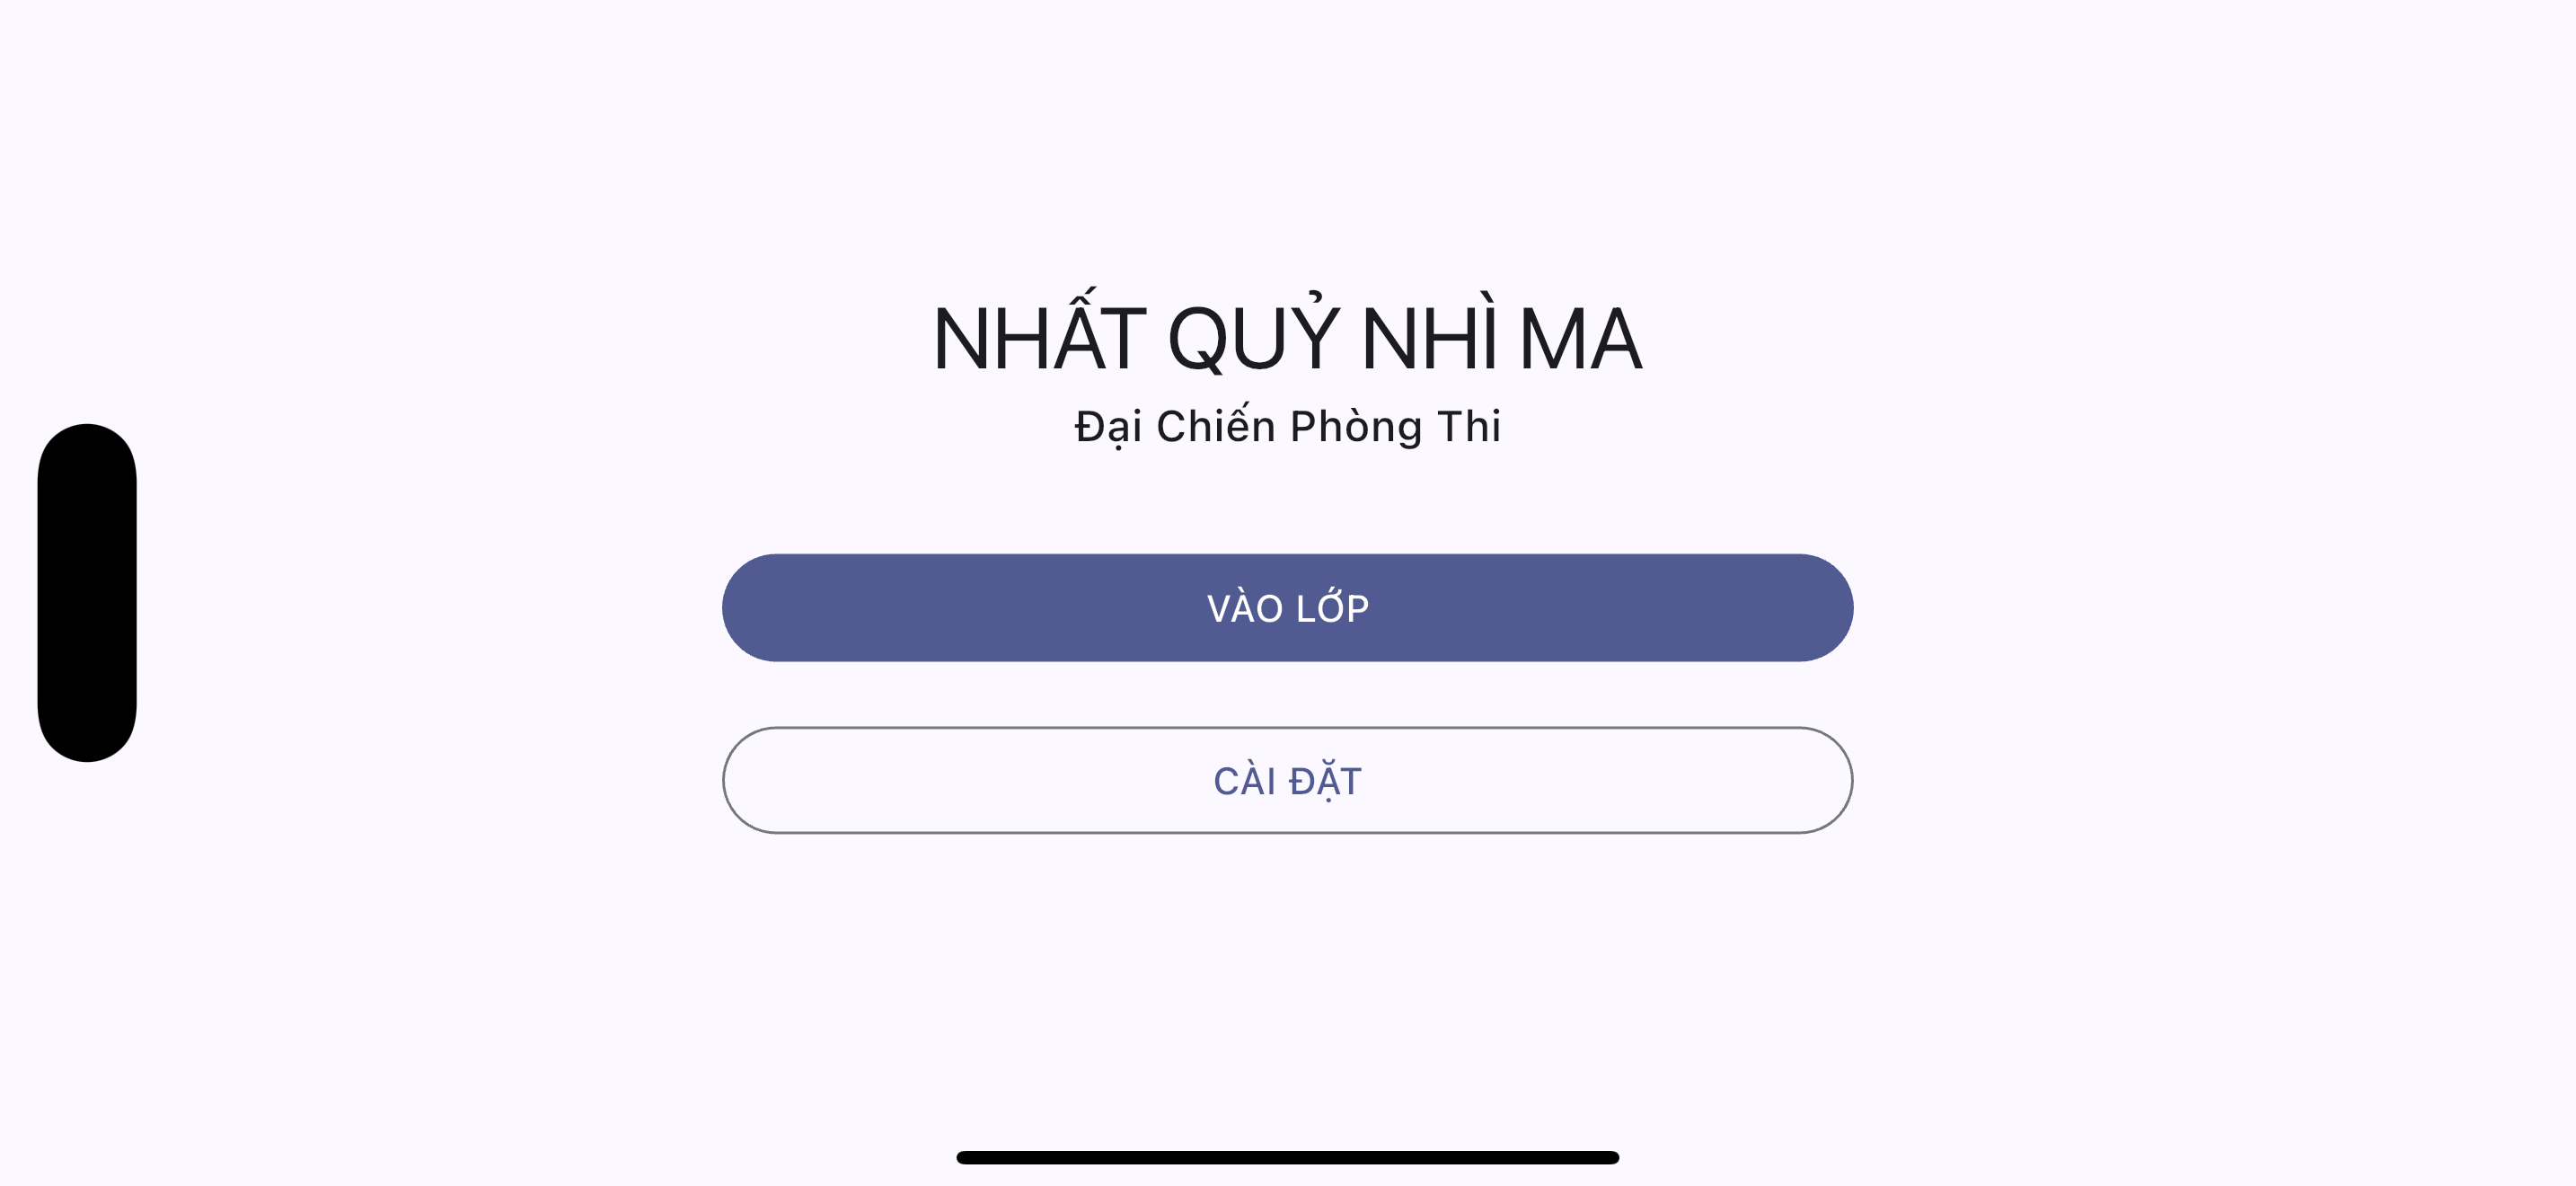 NHẤT QUỶ NHÌ MA
Đại Chiến Phòng Thi
VÀO LỚP
CÀI ĐẶT